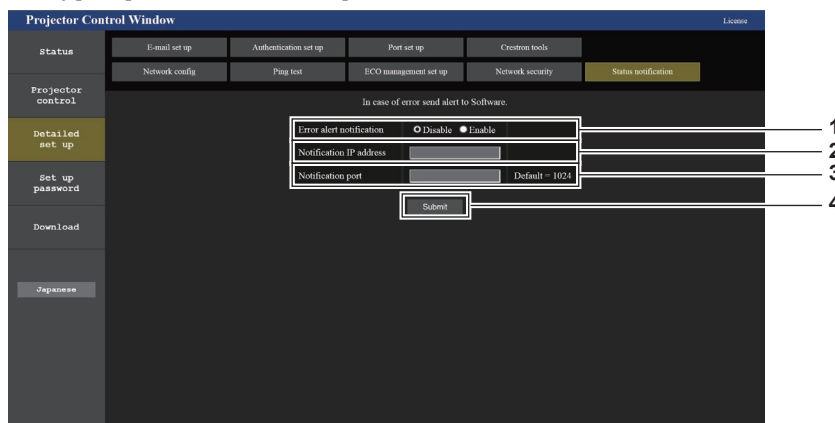 Projector Control Window
License
Status
E-mail set up
Authentication set up
Port set up
Crestron tools
Network config
Ping test
ECO management set up
Network security
Status notification
Projector control
In case of error send alert to Software.
Detailed set up
Error alert notification Disable Enable 1
Notification IP address 2
Notification port Default = 1024 3
Set up password
Submit 4
Download
Japanese